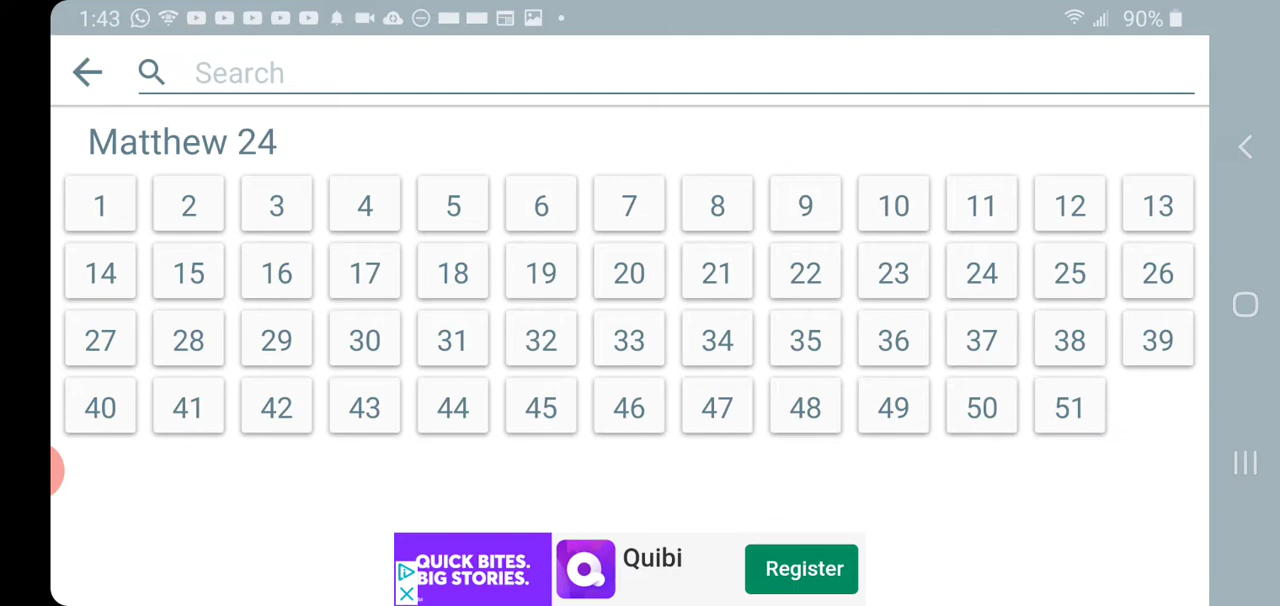 1:43 90%
Search
Matthew 24
1 2 3 4 5 6 7 8 9 10 11 12 13
14 15 16 17 18 19 20 21 22 23 24 25 26
27 28 29 30 31 32 33 34 35 36 37 38 39
40 41 42 43 44 45 46 47 48 49 50 51
QUICK BITES.
BIG STORIES.
Quibi
Register